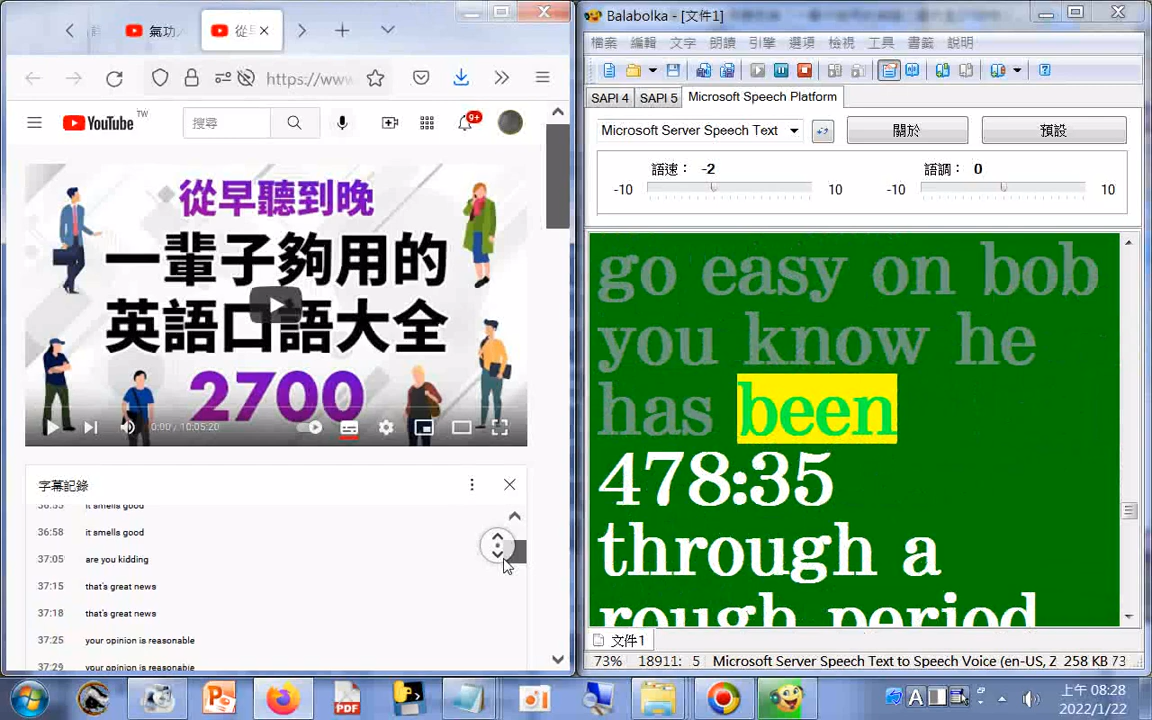 氣功
從
https://www
YouTube TW
搜尋
9+
從早聽到晚
一輩子夠用的
英語口語大全
2700
0:00 / 10:05:20
字幕記錄
36:55 it smells good
36:58 it smells good
37:05 are you kidding
37:15 that's great news
37:18 that's great news
37:25 your opinion is reasonable
37:29 your opinion is reasonable
Balabolka - [文件1]
檔案 編輯 文字 朗讀 引擎 選項 檢視 工具 書籤 說明
SAPI 4 SAPI 5 Microsoft Speech Platform
Microsoft Server Speech Text 關於 預設
語速： -2 語調： 0
-10 10 -10 10
go easy on bob
you know he
has been
478:35
through a
rough period
文件1
73% 18911: 5 Microsoft Server Speech Text to Speech Voice (en-US, Z 258 KB 73
PDF
A
上午 08:28
2022/1/22